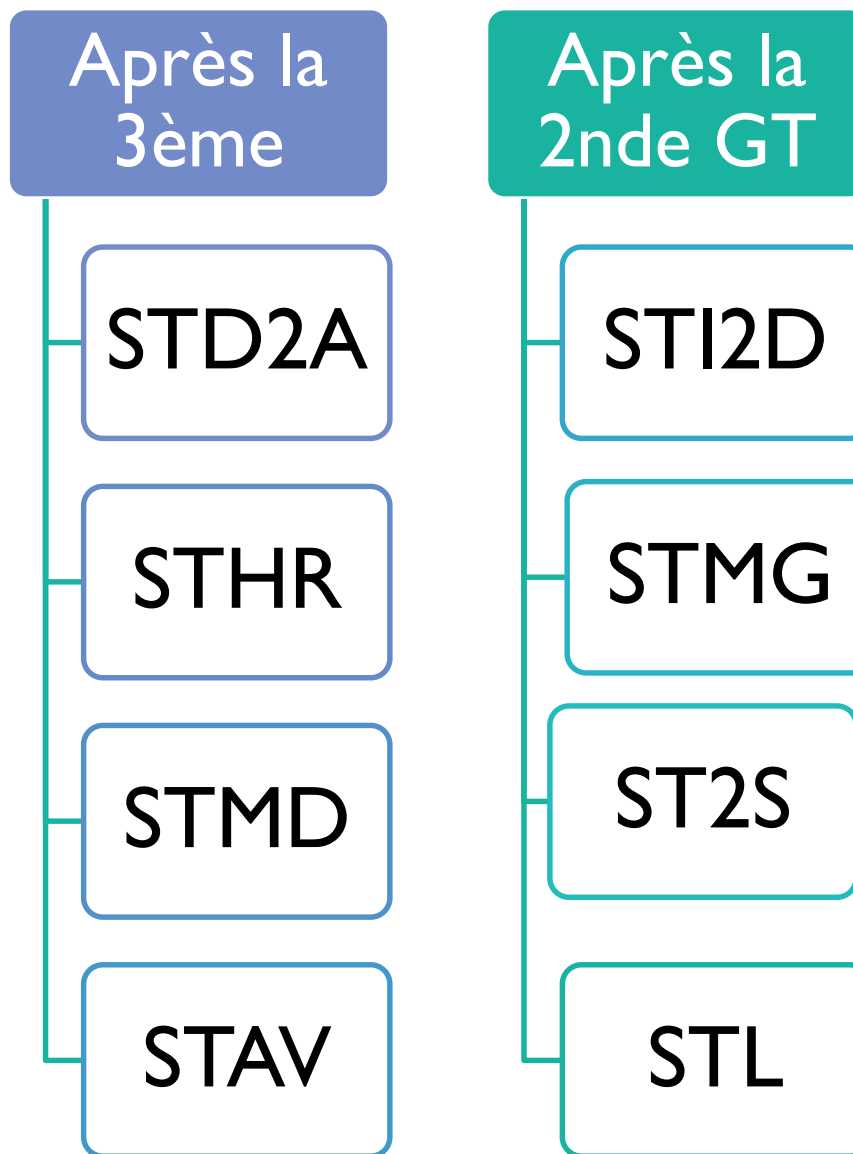 Après la
3ème
STD2A
STHR
STMD
STAV
Après la
2nde GT
STI2D
STMG
ST2S
STL